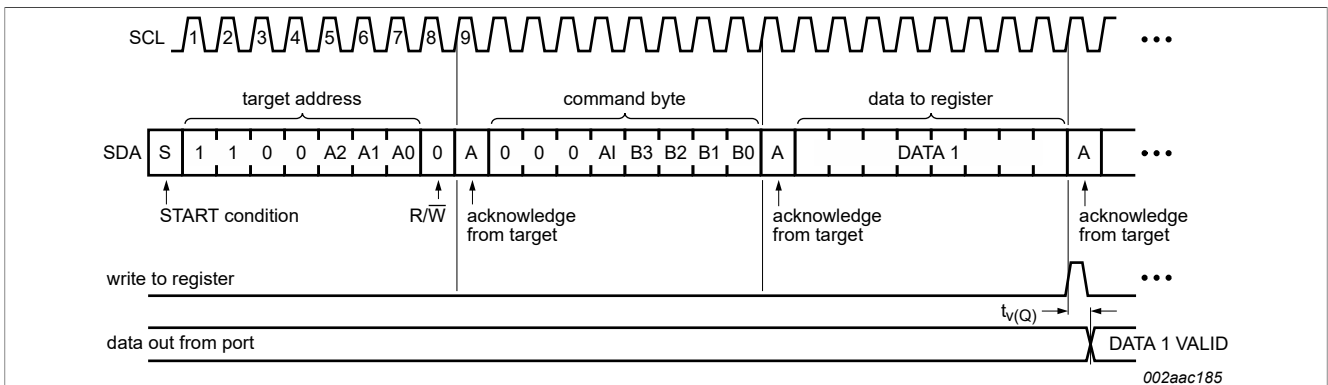 SCL 1 2 3 4 5 6 7 8 9 •••
target address command byte data to register
SDA S 1 1 0 0 A2 A1 A0 0 A 0 0 0 AI B3 B2 B1 B0 A DATA 1 A
START condition R/W̅ acknowledge from target acknowledge from target acknowledge from target
write to register •••
tv(Q)
data out from port DATA 1 VALID
002aac185